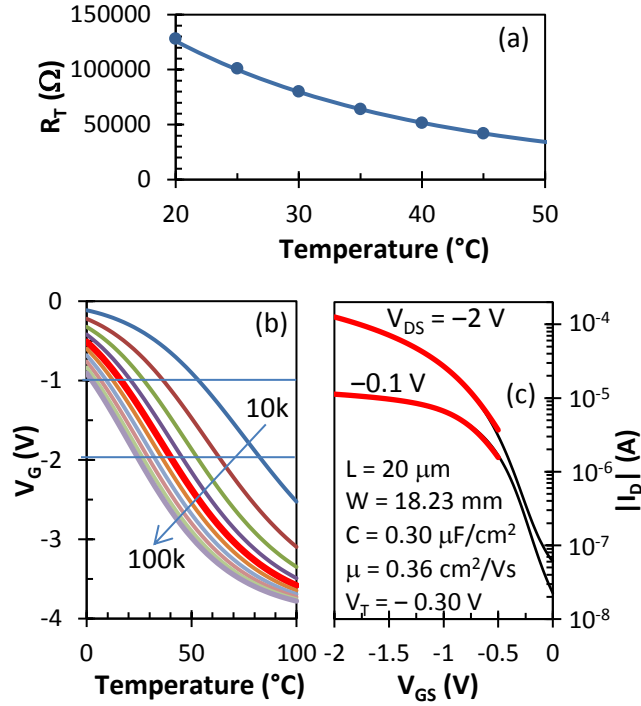 (a)
150000
100000
50000
0
R_T (Ω)
20 30 40 50
Temperature (°C)
(b)
0
-1
-2
-3
-4
V_G (V)
10k
100k
0 50 100
Temperature (°C)
V_DS = −2 V
−0.1 V
(c)
L = 20 μm
W = 18.23 mm
C = 0.30 μF/cm²
μ = 0.36 cm²/Vs
V_T = – 0.30 V
10⁻⁴
10⁻⁵
10⁻⁶
10⁻⁷
10⁻⁸
|I_D| (A)
-2 -1.5 -1 -0.5 0
V_GS (V)